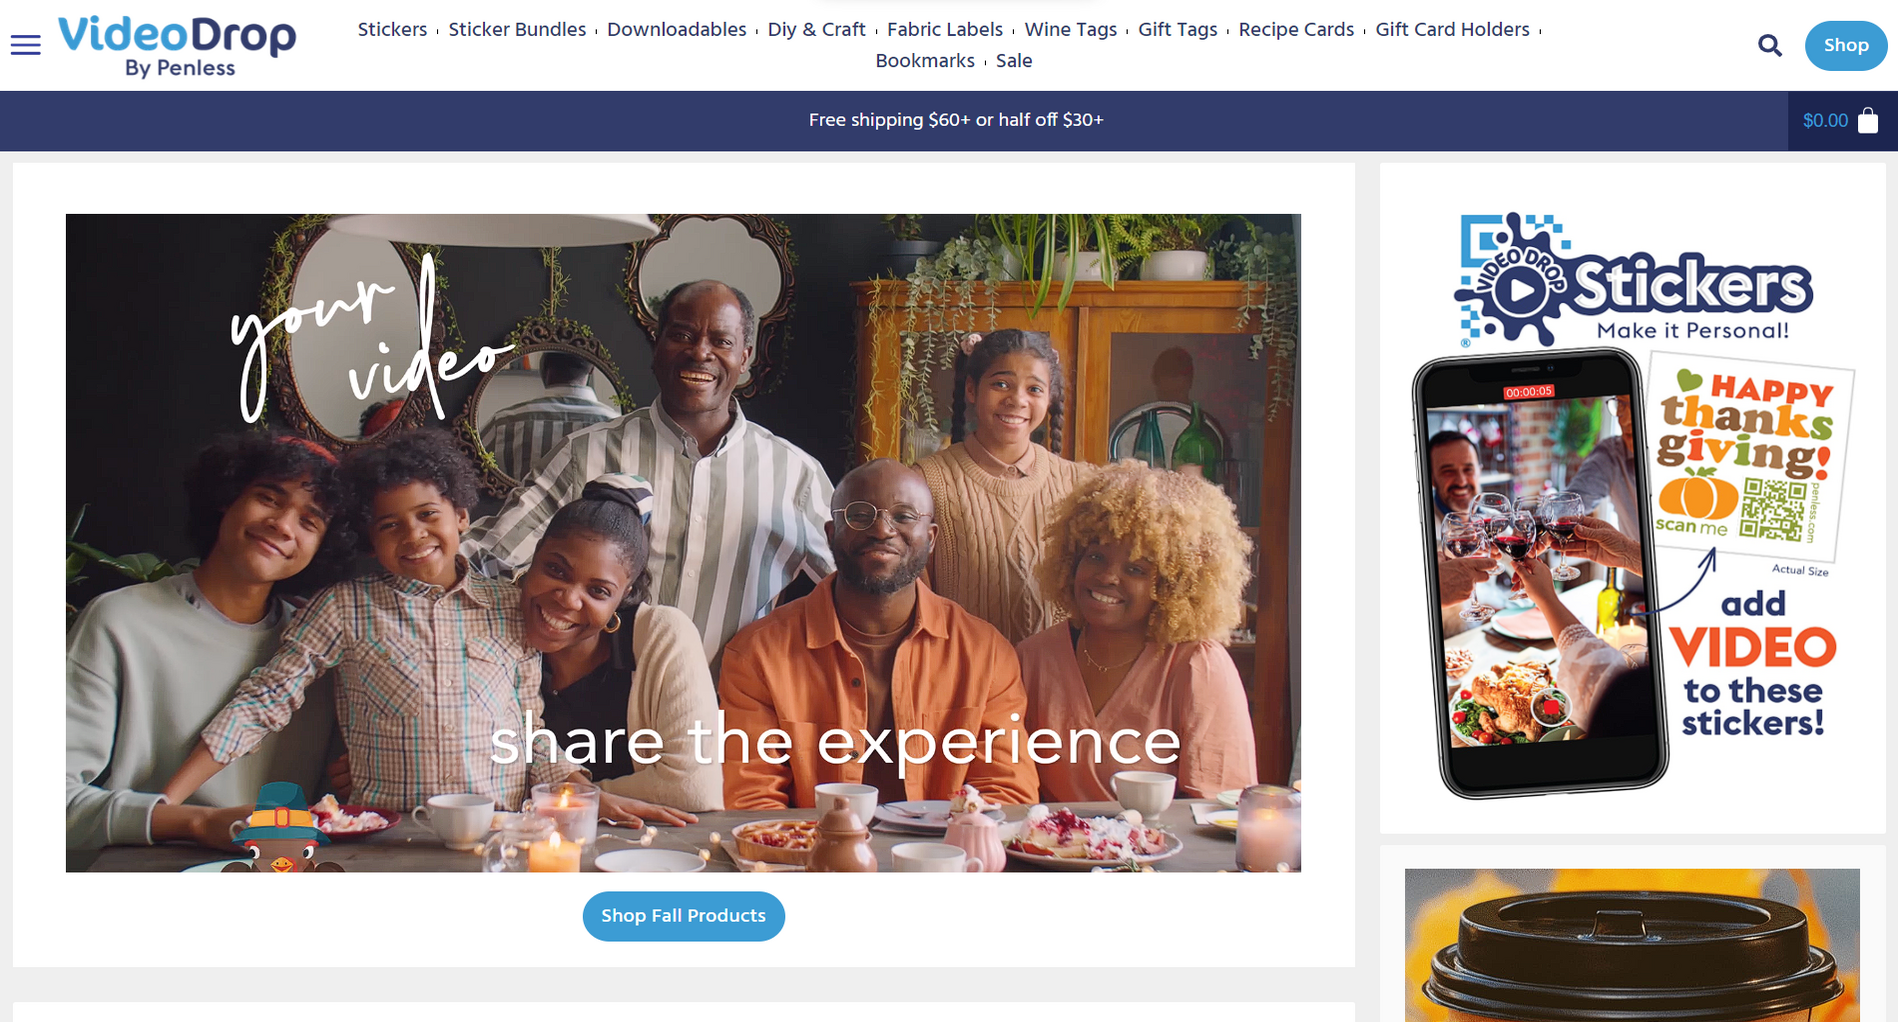 VideoDrop
By Penless
Stickers
Sticker Bundles
Downloadables
Diy & Craft
Fabric Labels
Wine Tags
Gift Tags
Recipe Cards
Gift Card Holders
Bookmarks
Sale
Shop
Free shipping $60+ or half off $30+
$0.00
your
video
share the experience
Shop Fall Products
VIDEO DROP
Stickers
®
Make it Personal!
00:00:05
HAPPY
thanks
giving!
scan me
penless.com
Actual Size
add
VIDEO
to these
stickers!